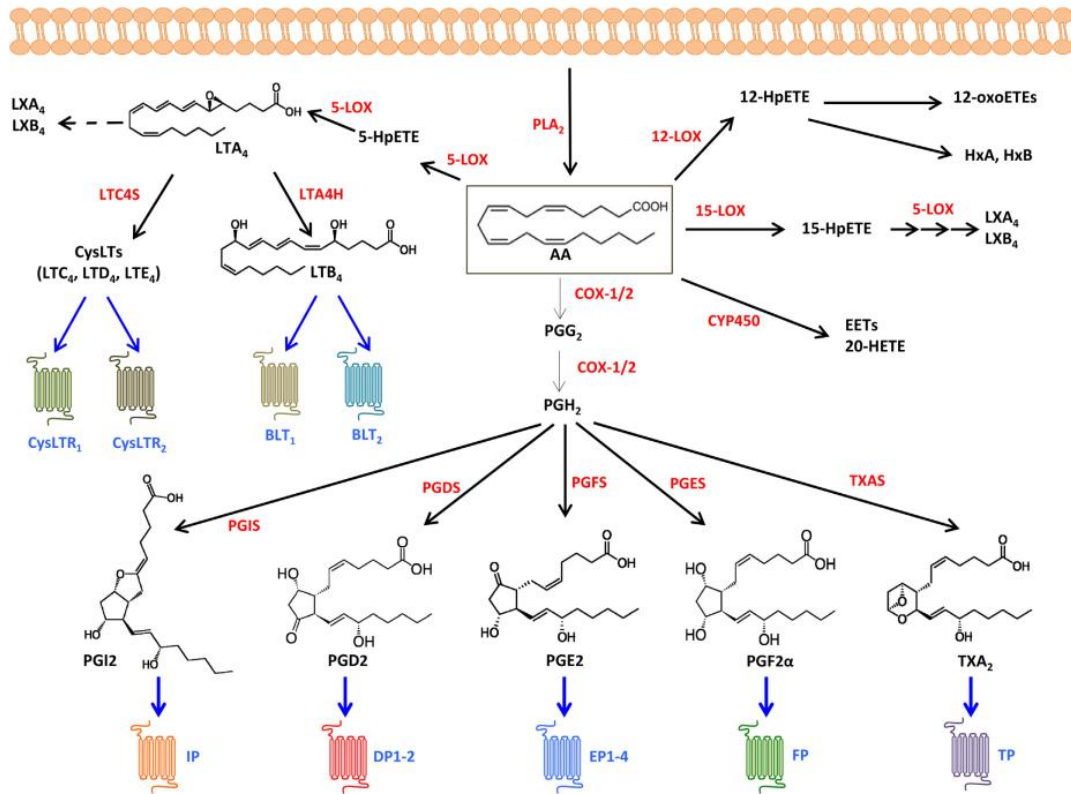 LXA₄
LXB₄
O
OH
O
LTA₄
5-LOX
5-HpETE
5-LOX
PLA₂
12-LOX
12-HpETE
12-oxoETEs
HxA, HxB
LTC4S
LTA4H
COOH
AA
15-LOX
15-HpETE
5-LOX
LXA₄
LXB₄
CysLTs
(LTC₄, LTD₄, LTE₄)
OH
OH
O
OH
LTB₄
COX-1/2
PGG₂
CYP450
EETs
20-HETE
COX-1/2
PGH₂
CysLTR₁
CysLTR₂
BLT₁
BLT₂
PGIS
PGDS
PGFS
PGES
TXAS
O
OH
O
HO
HO
PGI2
HO
O
OH
O
OH
PGD2
O
O
OH
HO
OH
PGE2
HO
O
OH
HO
OH
PGF2α
O
OH
O
O
OH
TXA₂
IP
DP1-2
EP1-4
FP
TP